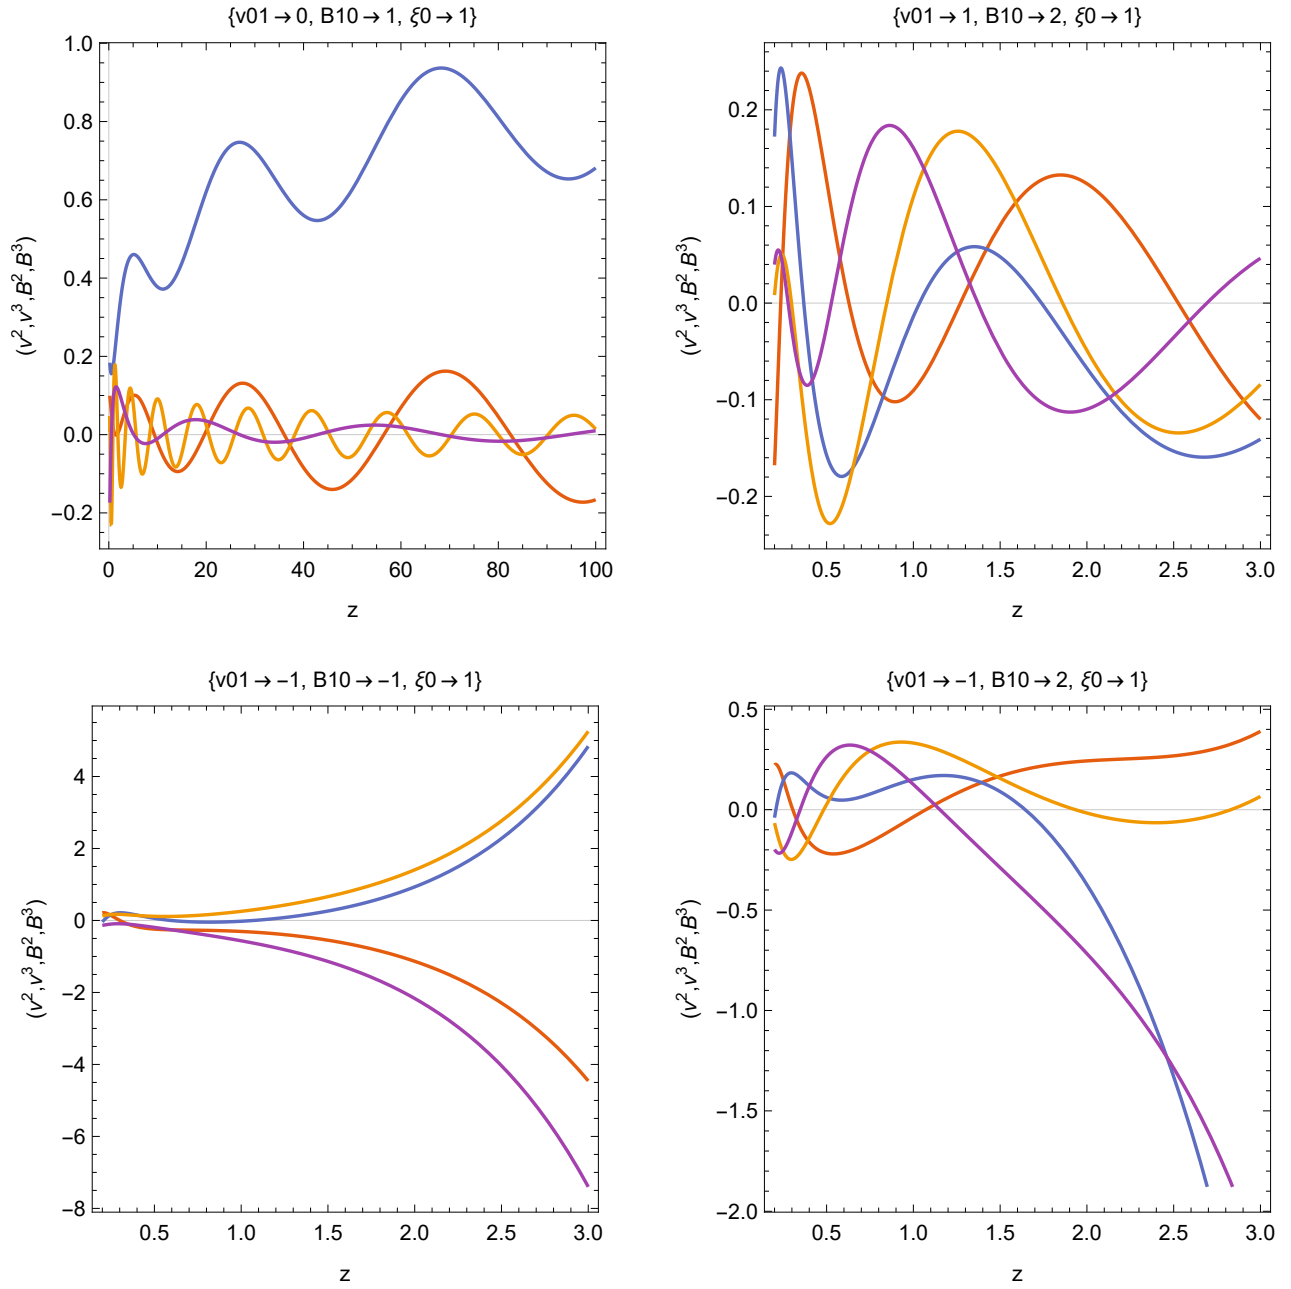 {v01→0, B10→1, ξ0→1}
1.0
0.8
0.6
0.4
0.2
0.0
−0.2
(v²,v³,B²,B³)
0 20 40 60 80 100
z
{v01→1, B10→2, ξ0→1}
0.2
0.1
0.0
−0.1
−0.2
(v²,v³,B²,B³)
0.5 1.0 1.5 2.0 2.5 3.0
z
{v01→−1, B10→−1, ξ0→1}
4
2
0
−2
−4
−6
−8
(v²,v³,B²,B³)
0.5 1.0 1.5 2.0 2.5 3.0
z
{v01→−1, B10→2, ξ0→1}
0.5
0.0
−0.5
−1.0
−1.5
−2.0
(v²,v³,B²,B³)
0.5 1.0 1.5 2.0 2.5 3.0
z